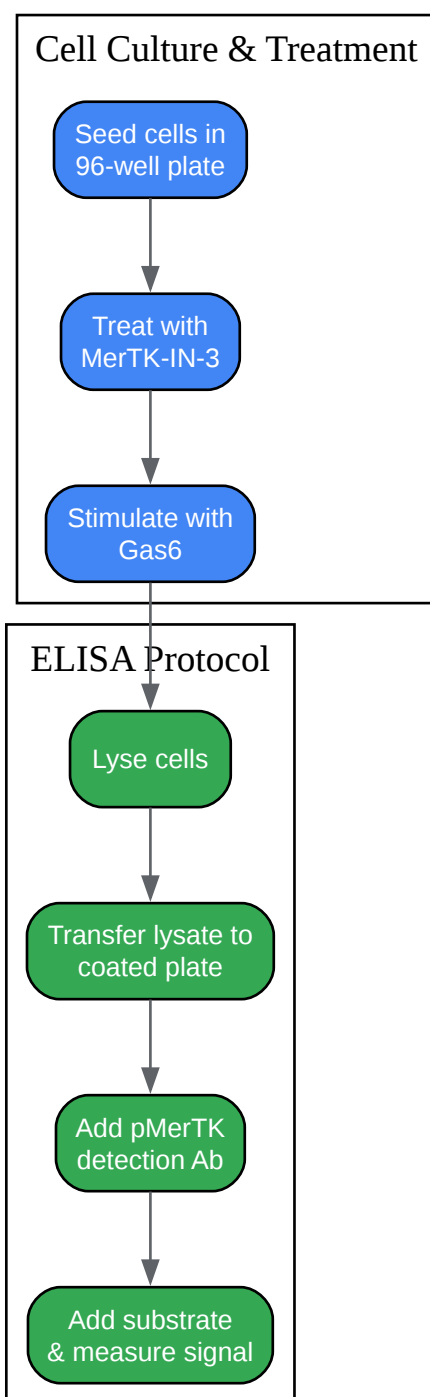 Cell Culture & Treatment
Seed cells in
96-well plate
Treat with
MerTK-IN-3
Stimulate with
Gas6
ELISA Protocol
Lyse cells
Transfer lysate to
coated plate
Add pMerTK
detection Ab
Add substrate
& measure signal